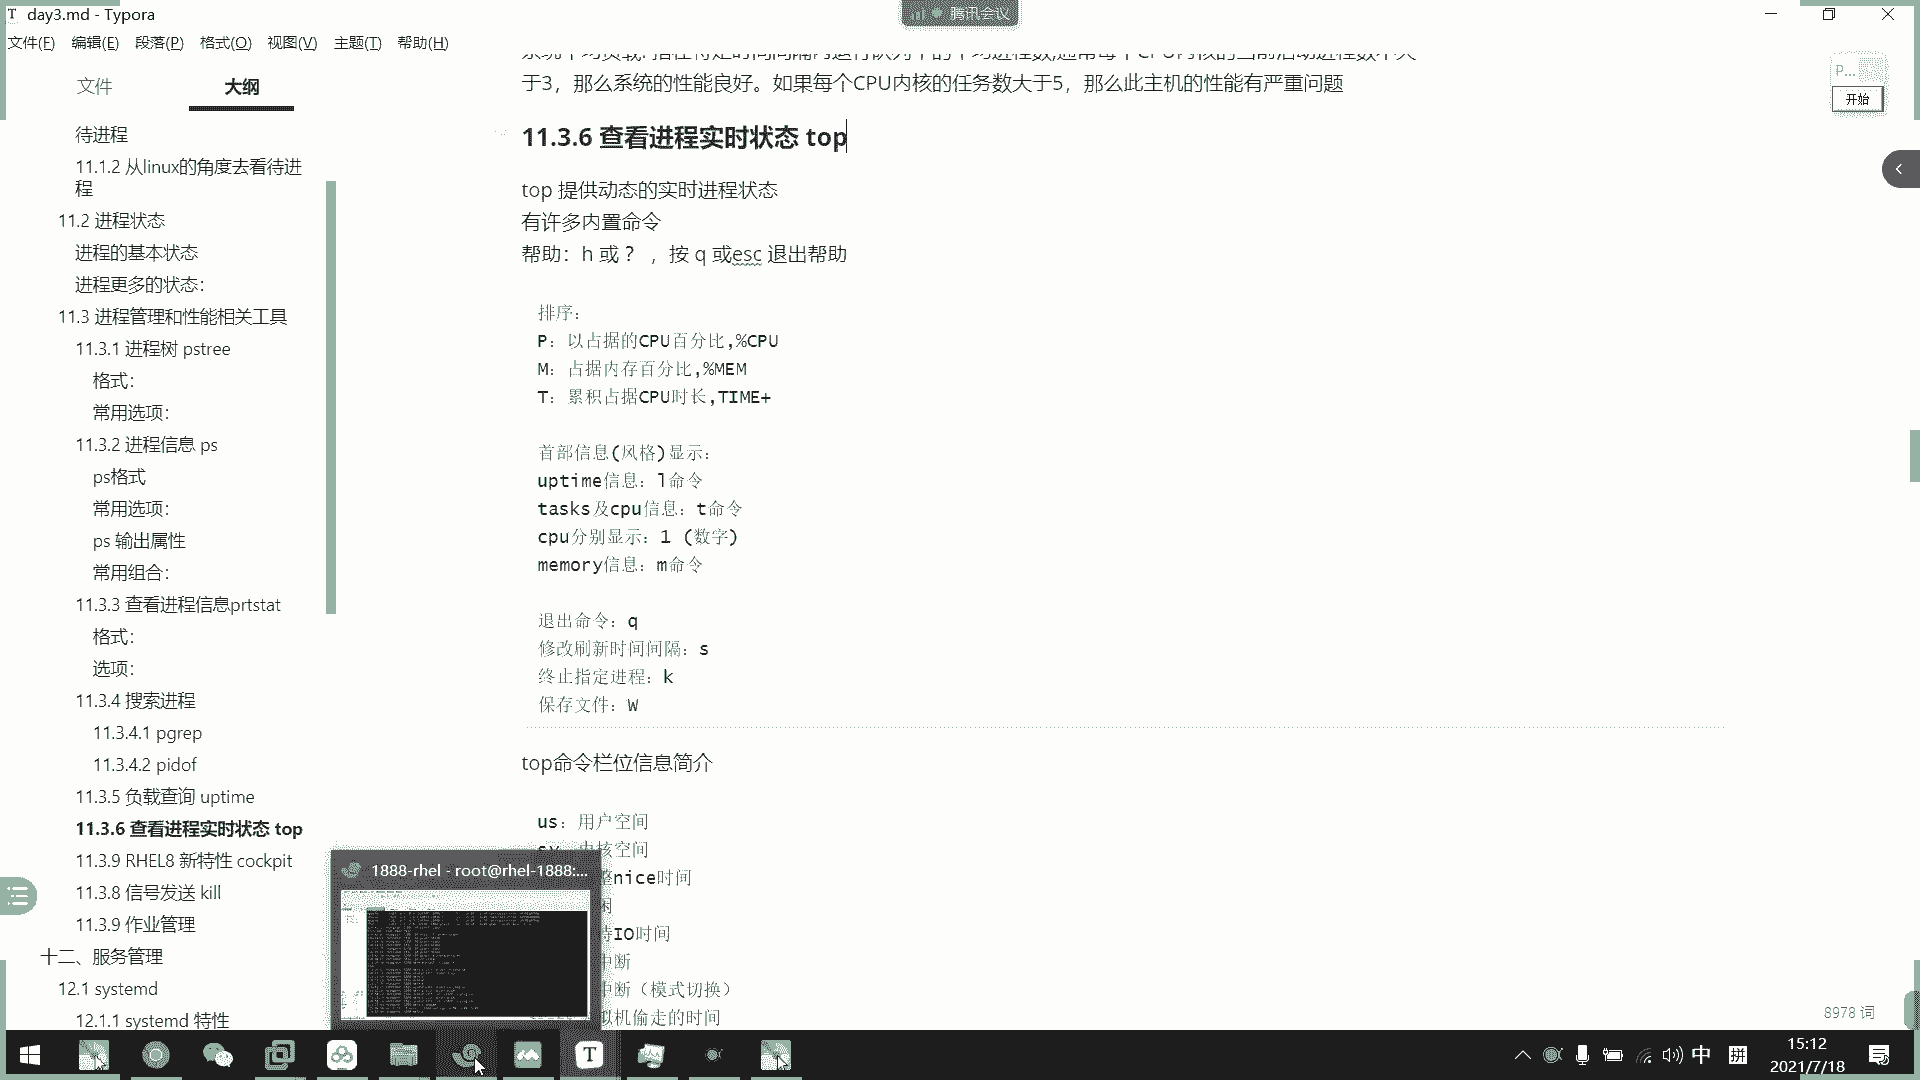 day3.md - Typora
腾讯会议
文件(F) 编辑(E) 段落(P) 格式(O) 视图(V) 主题(T) 帮助(H)
文件 大纲
待进程
11.1.2 从linux的角度去看待进
程
11.2 进程状态
进程的基本状态
进程更多的状态：
11.3 进程管理和性能相关工具
11.3.1 进程树 pstree
格式：
常用选项：
11.3.2 进程信息 ps
ps格式
常用选项：
ps 输出属性
常用组合：
11.3.3 查看进程信息prtstat
格式：
选项：
11.3.4 搜索进程
11.3.4.1 pgrep
11.3.4.2 pidof
11.3.5 负载查询 uptime
11.3.6 查看进程实时状态 top
11.3.9 RHEL8 新特性 cockpit
11.3.8 信号发送 kill
11.3.9 作业管理
十二、服务管理
12.1 systemd
12.1.1 systemd 特性
于3，那么系统的性能良好。如果每个CPU内核的任务数大于5，那么此主机的性能有严重问题
11.3.6 查看进程实时状态 top
top 提供动态的实时进程状态
有许多内置命令
帮助：h 或 ？ ，按 q 或esc 退出帮助
排序：
P：以占据的CPU百分比,%CPU
M：占据内存百分比,%MEM
T：累积占据CPU时长,TIME+
首部信息(风格)显示：
uptime信息：l命令
tasks及cpu信息：t命令
cpu分别显示：1 (数字)
memory信息：m命令
退出命令：q
修改刷新时间间隔：s
终止指定进程：k
保存文件：W
top命令栏位信息简介
us：用户空间
核空间
整nice时间
IO时间
中断
中断（模式切换）
拟机偷走的时间
1888-rhel - root@rhel-1888:...
P...
开始
8978 词
中
拼
15:12
2021/7/18